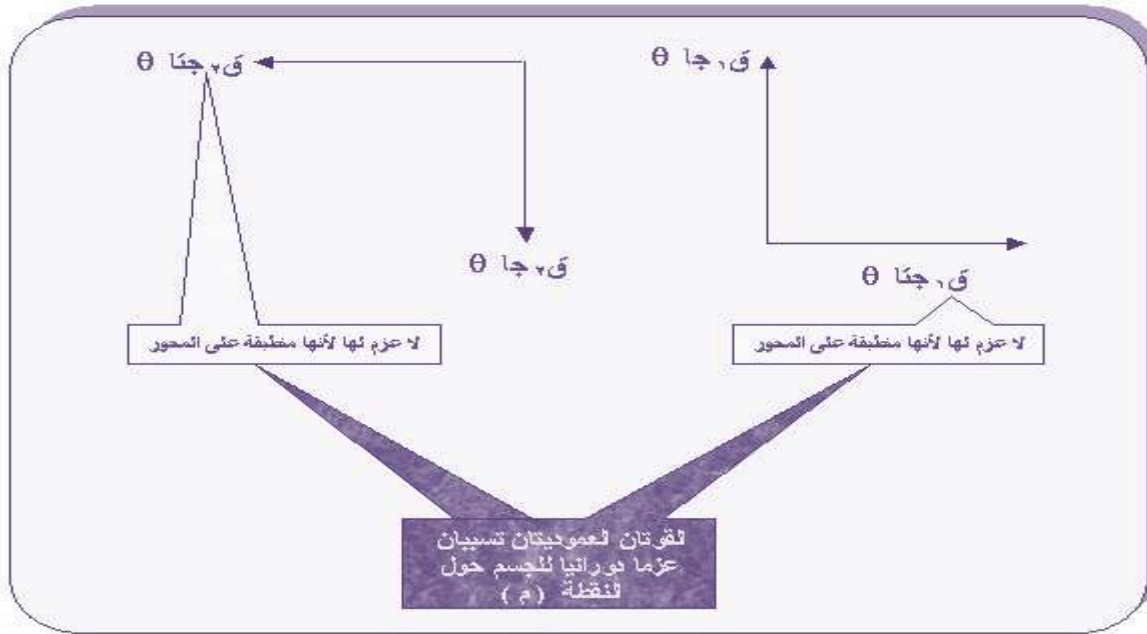 ق١ جا θ
ق٢ جتا θ
ق٢ جا θ
ق١ جتا θ
لا عزم لها لأنها منطبقة على المحور
لا عزم لها لأنها منطبقة على المحور
القوتان العموديتان تسببان
عزما دورانيا للجسم حول
النقطة ( م )